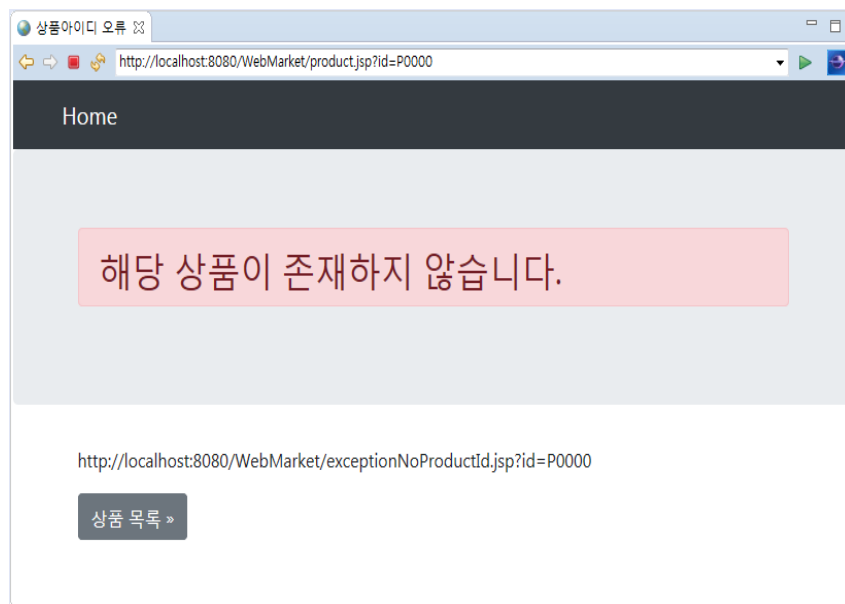 상품아이디 오류
http://localhost:8080/WebMarket/product.jsp?id=P0000
Home
해당 상품이 존재하지 않습니다.
http://localhost:8080/WebMarket/exceptionNoProductId.jsp?id=P0000
상품 목록 »